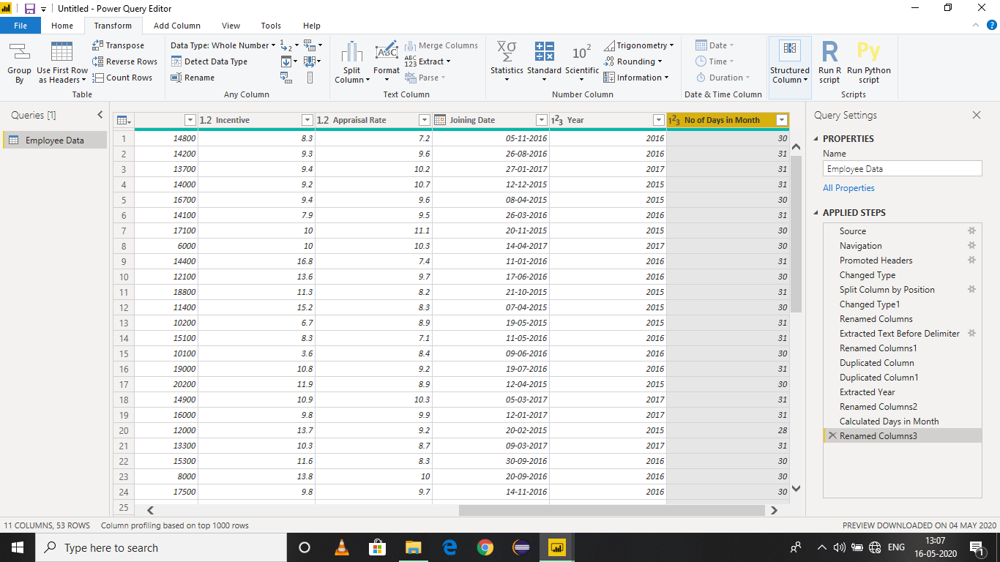 Untitled - Power Query Editor
File Home Transform Add Column View Tools Help
Group By
Use First Row as Headers
Transpose
Reverse Rows
Count Rows
Table
Data Type: Whole Number
Detect Data Type
Rename
Any Column
Split Column
Format
Merge Columns
Extract
Parse
Text Column
Statistics
Standard
Scientific
Trigonometry
Rounding
Information
Number Column
Date
Time
Duration
Date & Time Column
Structured Column
Run R script
Run Python script
Scripts
Queries [1]
Employee Data
1.2 Incentive 1.2 Appraisal Rate Joining Date 123 Year 123 No of Days in Month
1 14800 8.3 7.2 05-11-2016 2016 30
2 14200 9.3 9.6 26-08-2016 2016 31
3 13700 9.4 10.2 27-01-2017 2017 31
4 14000 9.2 10.7 12-12-2015 2015 31
5 16700 9.4 9.6 08-04-2015 2015 30
6 14100 7.9 9.5 26-03-2016 2016 31
7 17100 10 11.1 20-11-2015 2015 30
8 6000 10 10.3 14-04-2017 2017 30
9 14400 16.8 7.4 11-01-2016 2016 31
10 12100 13.6 9.7 17-06-2016 2016 30
11 18800 11.3 8.2 21-10-2015 2015 31
12 11400 15.2 8.3 07-04-2015 2015 30
13 10200 6.7 8.9 19-05-2015 2015 31
14 15100 8.3 7.1 11-05-2016 2016 31
15 10100 3.6 8.4 09-06-2016 2016 30
16 19000 10.8 9.2 19-07-2016 2016 31
17 20200 11.9 8.9 12-04-2015 2015 30
18 14900 10.9 10.3 05-03-2017 2017 31
19 16000 9.8 9.9 12-01-2017 2017 31
20 12000 13.7 9.2 20-02-2015 2015 28
21 13300 10.3 8.7 09-03-2017 2017 31
22 15300 11.6 8.3 30-09-2016 2016 30
23 8000 13.8 10 20-09-2016 2016 30
24 17500 9.8 9.7 14-11-2016 2016 30
25
Query Settings
PROPERTIES
Name
Employee Data
All Properties
APPLIED STEPS
Source
Navigation
Promoted Headers
Changed Type
Split Column by Position
Changed Type1
Renamed Columns
Extracted Text Before Delimiter
Renamed Columns1
Duplicated Column
Duplicated Column1
Extracted Year
Renamed Columns2
Calculated Days in Month
Renamed Columns3
11 COLUMNS, 53 ROWS Column profiling based on top 1000 rows
PREVIEW DOWNLOADED ON 04 MAY 2020
Type here to search
ENG
13:07
16-05-2020
1